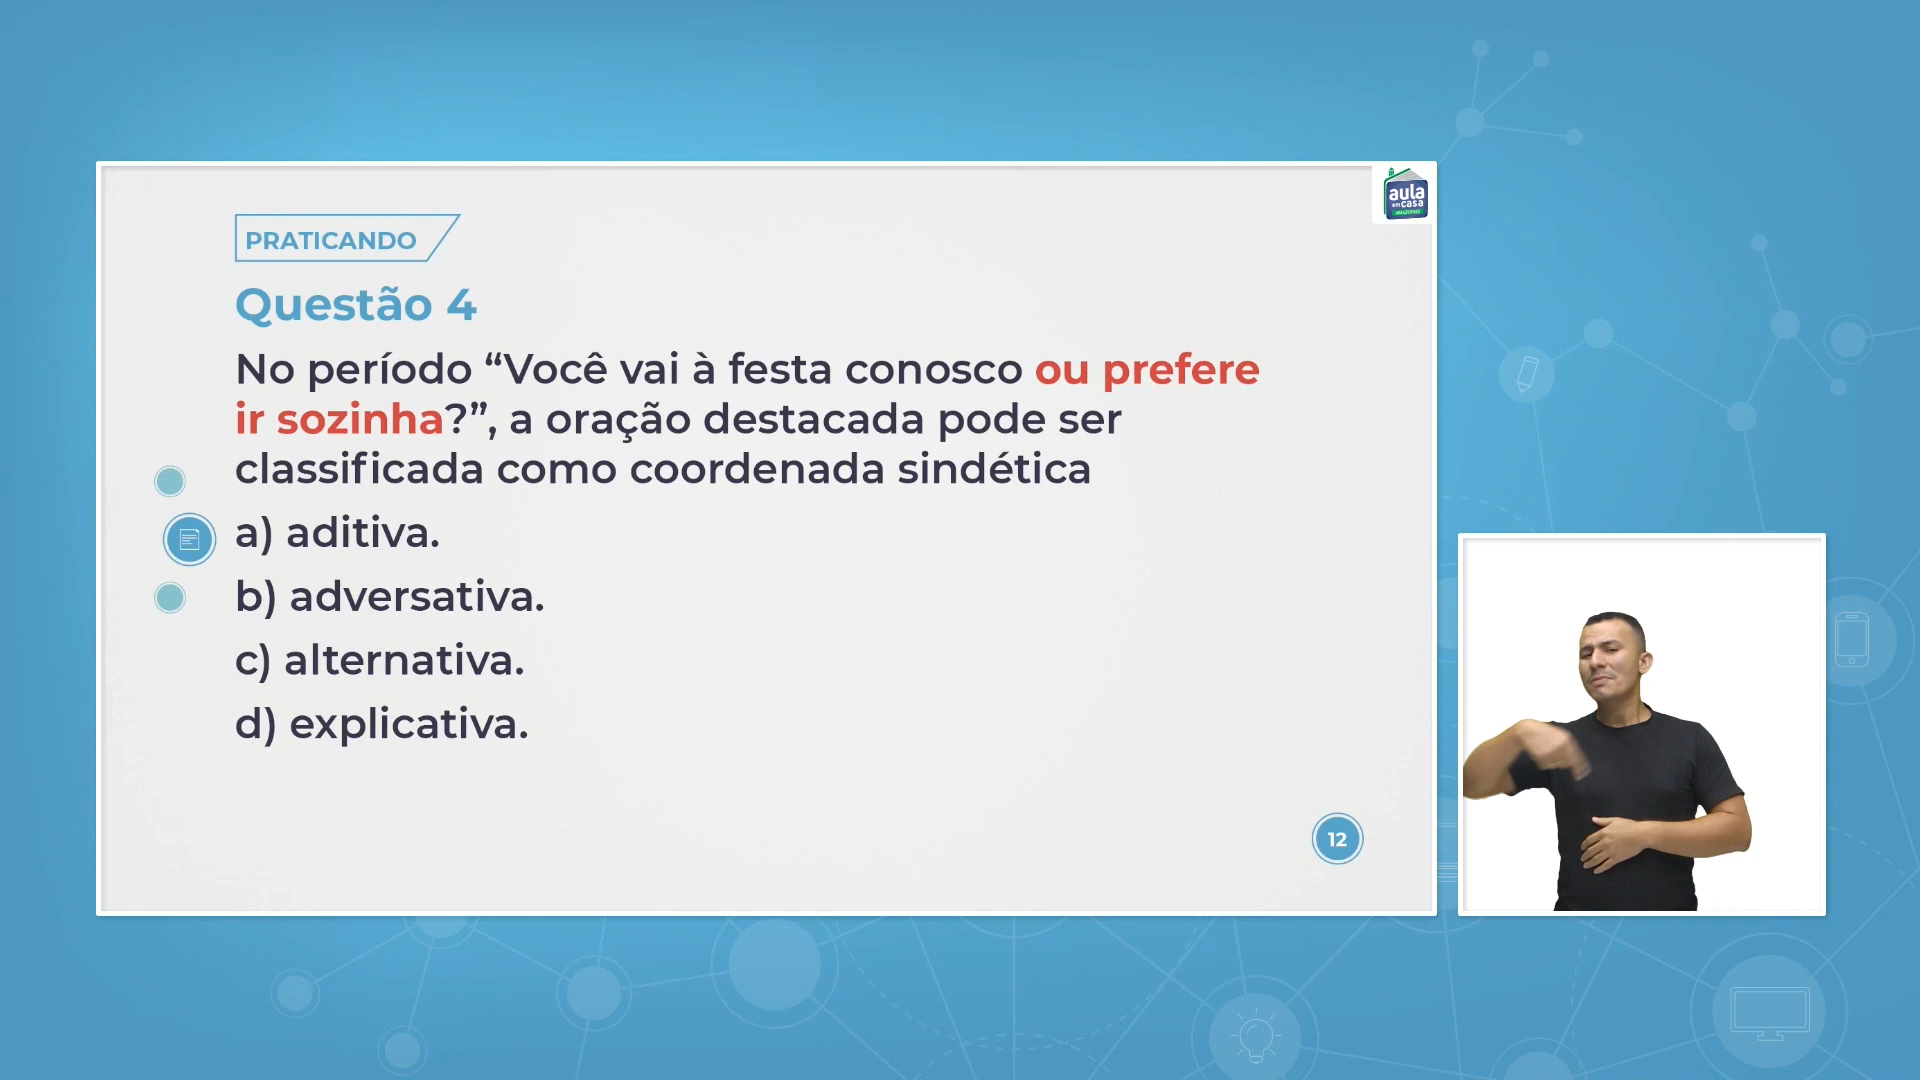 aula
em casa
AMAZONAS
PRATICANDO
Questão 4
No período “Você vai à festa conosco ou prefere
ir sozinha?”, a oração destacada pode ser
classificada como coordenada sindética
a) aditiva.
b) adversativa.
c) alternativa.
d) explicativa.
12